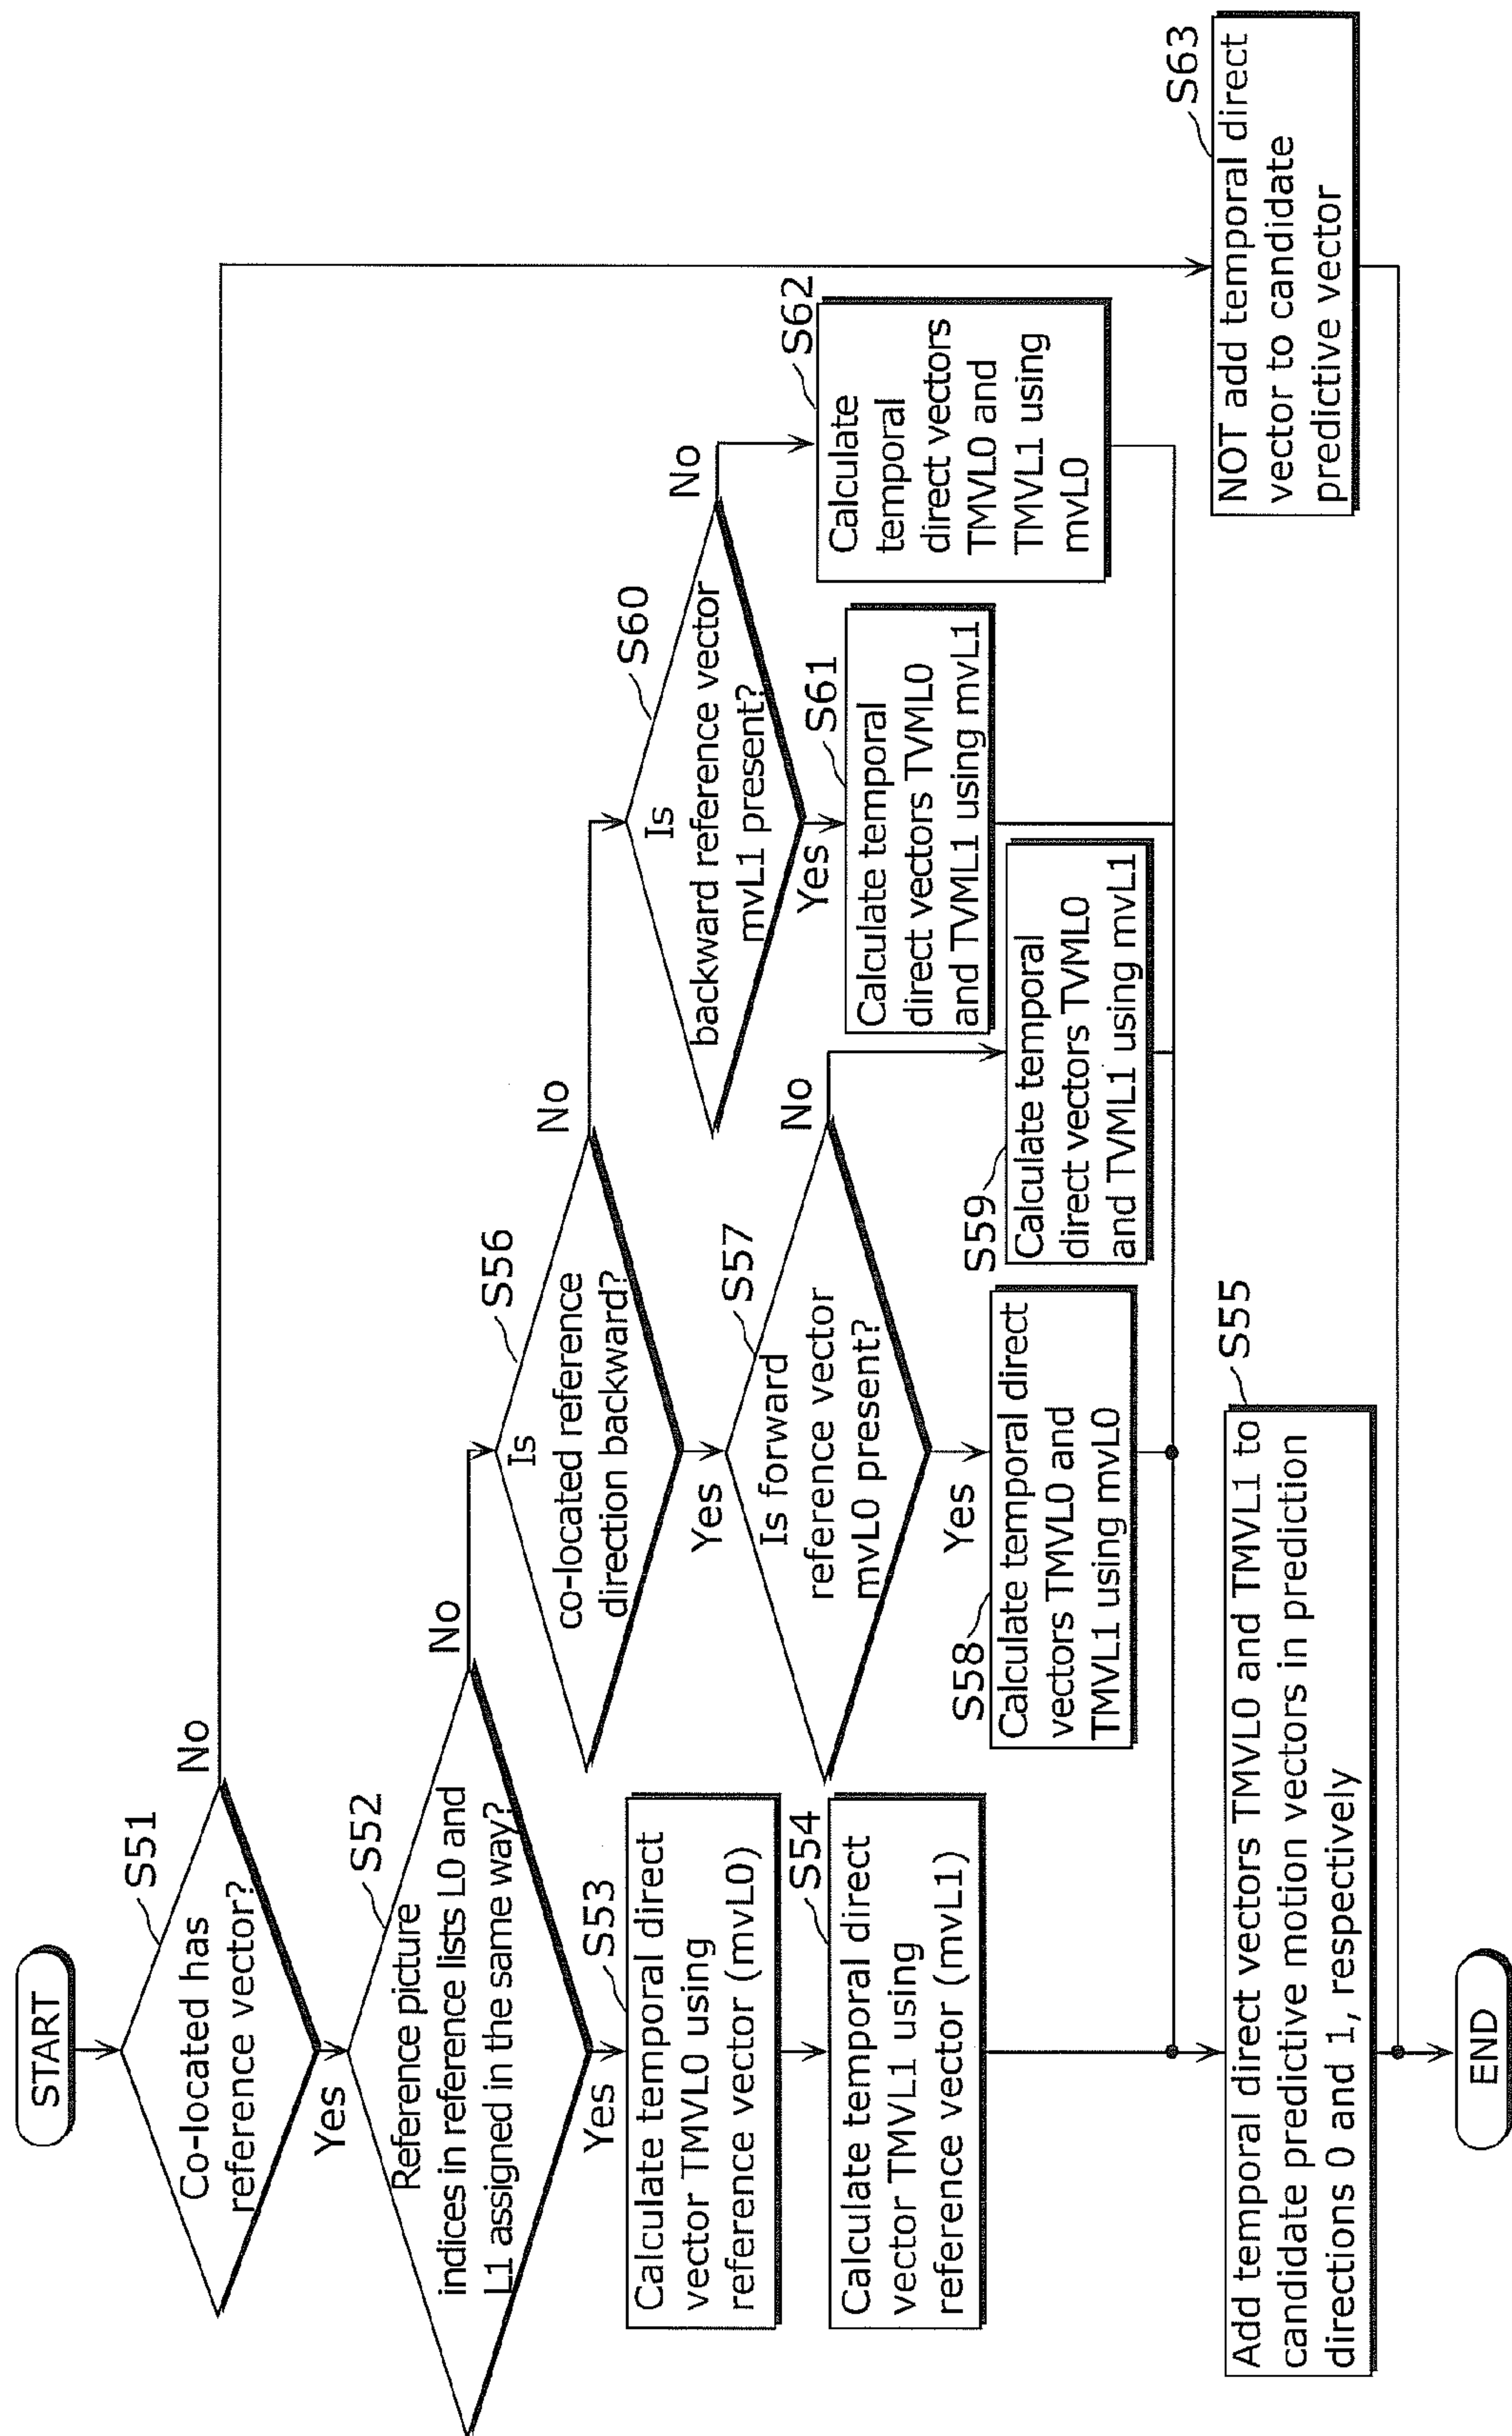 START
S51
Co-located has
reference vector?
No
Yes
S52
Reference picture
indices in reference lists L0 and
L1 assigned in the same way?
No
Yes
S53
Calculate temporal direct
vector TMVL0 using
reference vector (mvL0)
S54
Calculate temporal direct
vector TMVL1 using
reference vector (mvL1)
S56
Is
co-located reference
direction backward?
No
Yes
S57
Is forward
reference vector
mvL0 present?
No
Yes
S58
Calculate temporal direct
vectors TMVL0 and
TMVL1 using mvL0
S59
Calculate temporal
direct vectors TVML0
and TVML1 using mvL1
S60
Is
backward reference vector
mvL1 present?
No
Yes
S61
Calculate temporal
direct vectors TVML0
and TVML1 using mvL1
S62
Calculate
temporal
direct vectors
TMVL0 and
TMVL1 using
mvL0
S63
NOT add temporal direct
vector to candidate
predictive vector
S55
Add temporal direct vectors TMVL0 and TMVL1 to
candidate predictive motion vectors in prediction
directions 0 and 1, respectively
END